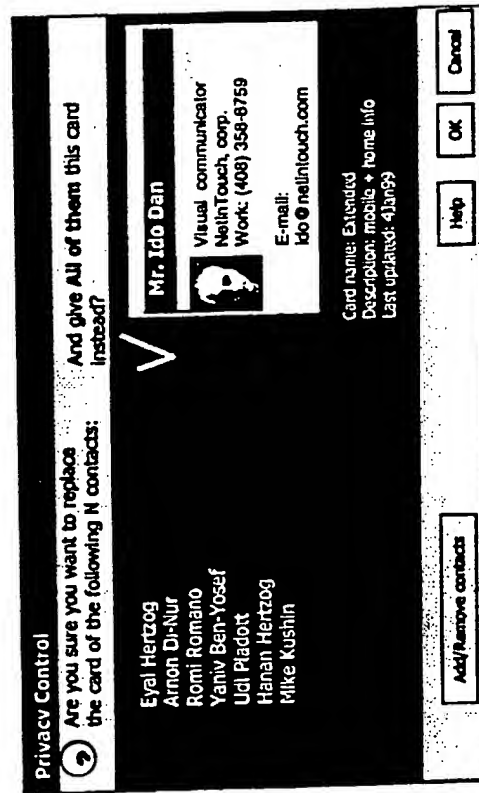 Privacy Control
? Are you sure you want to replace
the card of the following N contacts:
And give All of them this card
instead?
Eyal Hertzog
Arnon Di-Nur
Romi Romano
Yaniv Ben-Yosef
Udi Pladott
Hanan Hertzog
Mike Kushin
Mr. Ido Dan
Visual communicator
NetInTouch, corp.
Work: (408) 358-8759
E-mail:
ido@netintouch.com
Card name: Extended
Description: mobile + home info
Last updated: 4Jan99
Add/Remove contacts
Help
OK
Cancel